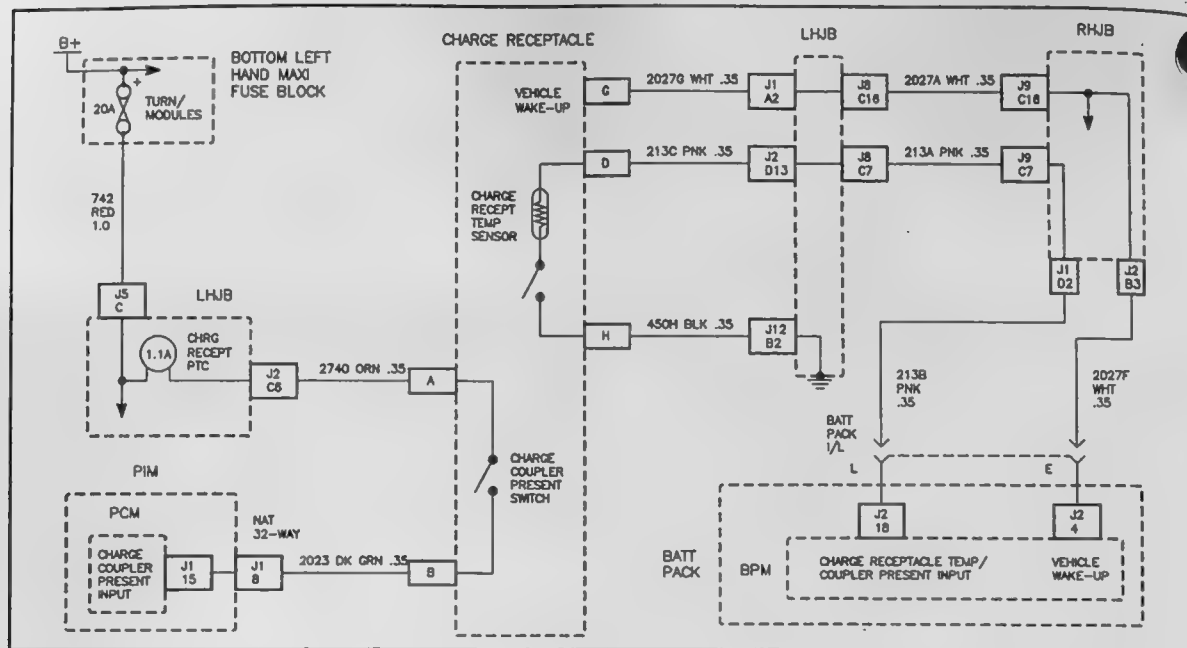 B+
BOTTOM LEFT
HAND MAXI
FUSE BLOCK
+
20A
TURN/
MODULES
742
RED
1.0
J5
C
LHJB
1.1A
CHRG
RECEPT
PTC
J2
C6
2740 ORN .35
A
CHARGE RECEPTACLE
VEHICLE
WAKE-UP
G
2027G WHT .35
LHJB
J1
A2
J8
C16
2027A WHT .35
RHJB
J9
C16
D
213C PNK .35
J2
D13
J8
C7
213A PNK .35
J9
C7
CHARGE
RECEPT
TEMP
SENSOR
H
450H BLK .35
J12
B2
J1
D2
J2
B3
213B
PNK
.35
2027F
WHT
.35
CHARGE
COUPLER
PRESENT
SWITCH
PIM
PCM
CHARGE
COUPLER
PRESENT
INPUT
J1
15
NAT
32-WAY
J1
8
2023 DK GRN .35
B
BATT
PACK
I/L
L
E
BATT
PACK
BPM
J2
18
J2
4
CHARGE RECEPTACLE TEMP/
COUPLER PRESENT INPUT
VEHICLE
WAKE-UP